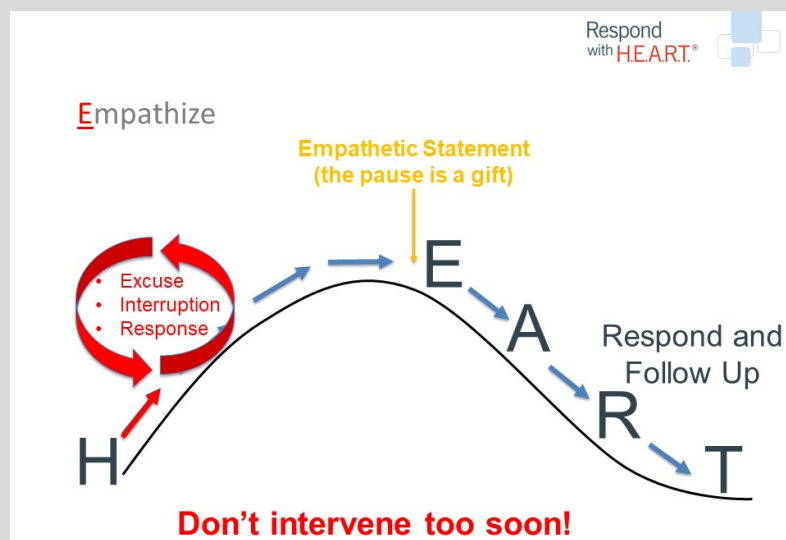 Respond
with H.E.A.R.T.®
Empathize
Empathetic Statement
(the pause is a gift)
• Excuse
• Interruption
• Response
H
E
A
R
T
Respond and
Follow Up
Don't intervene too soon!